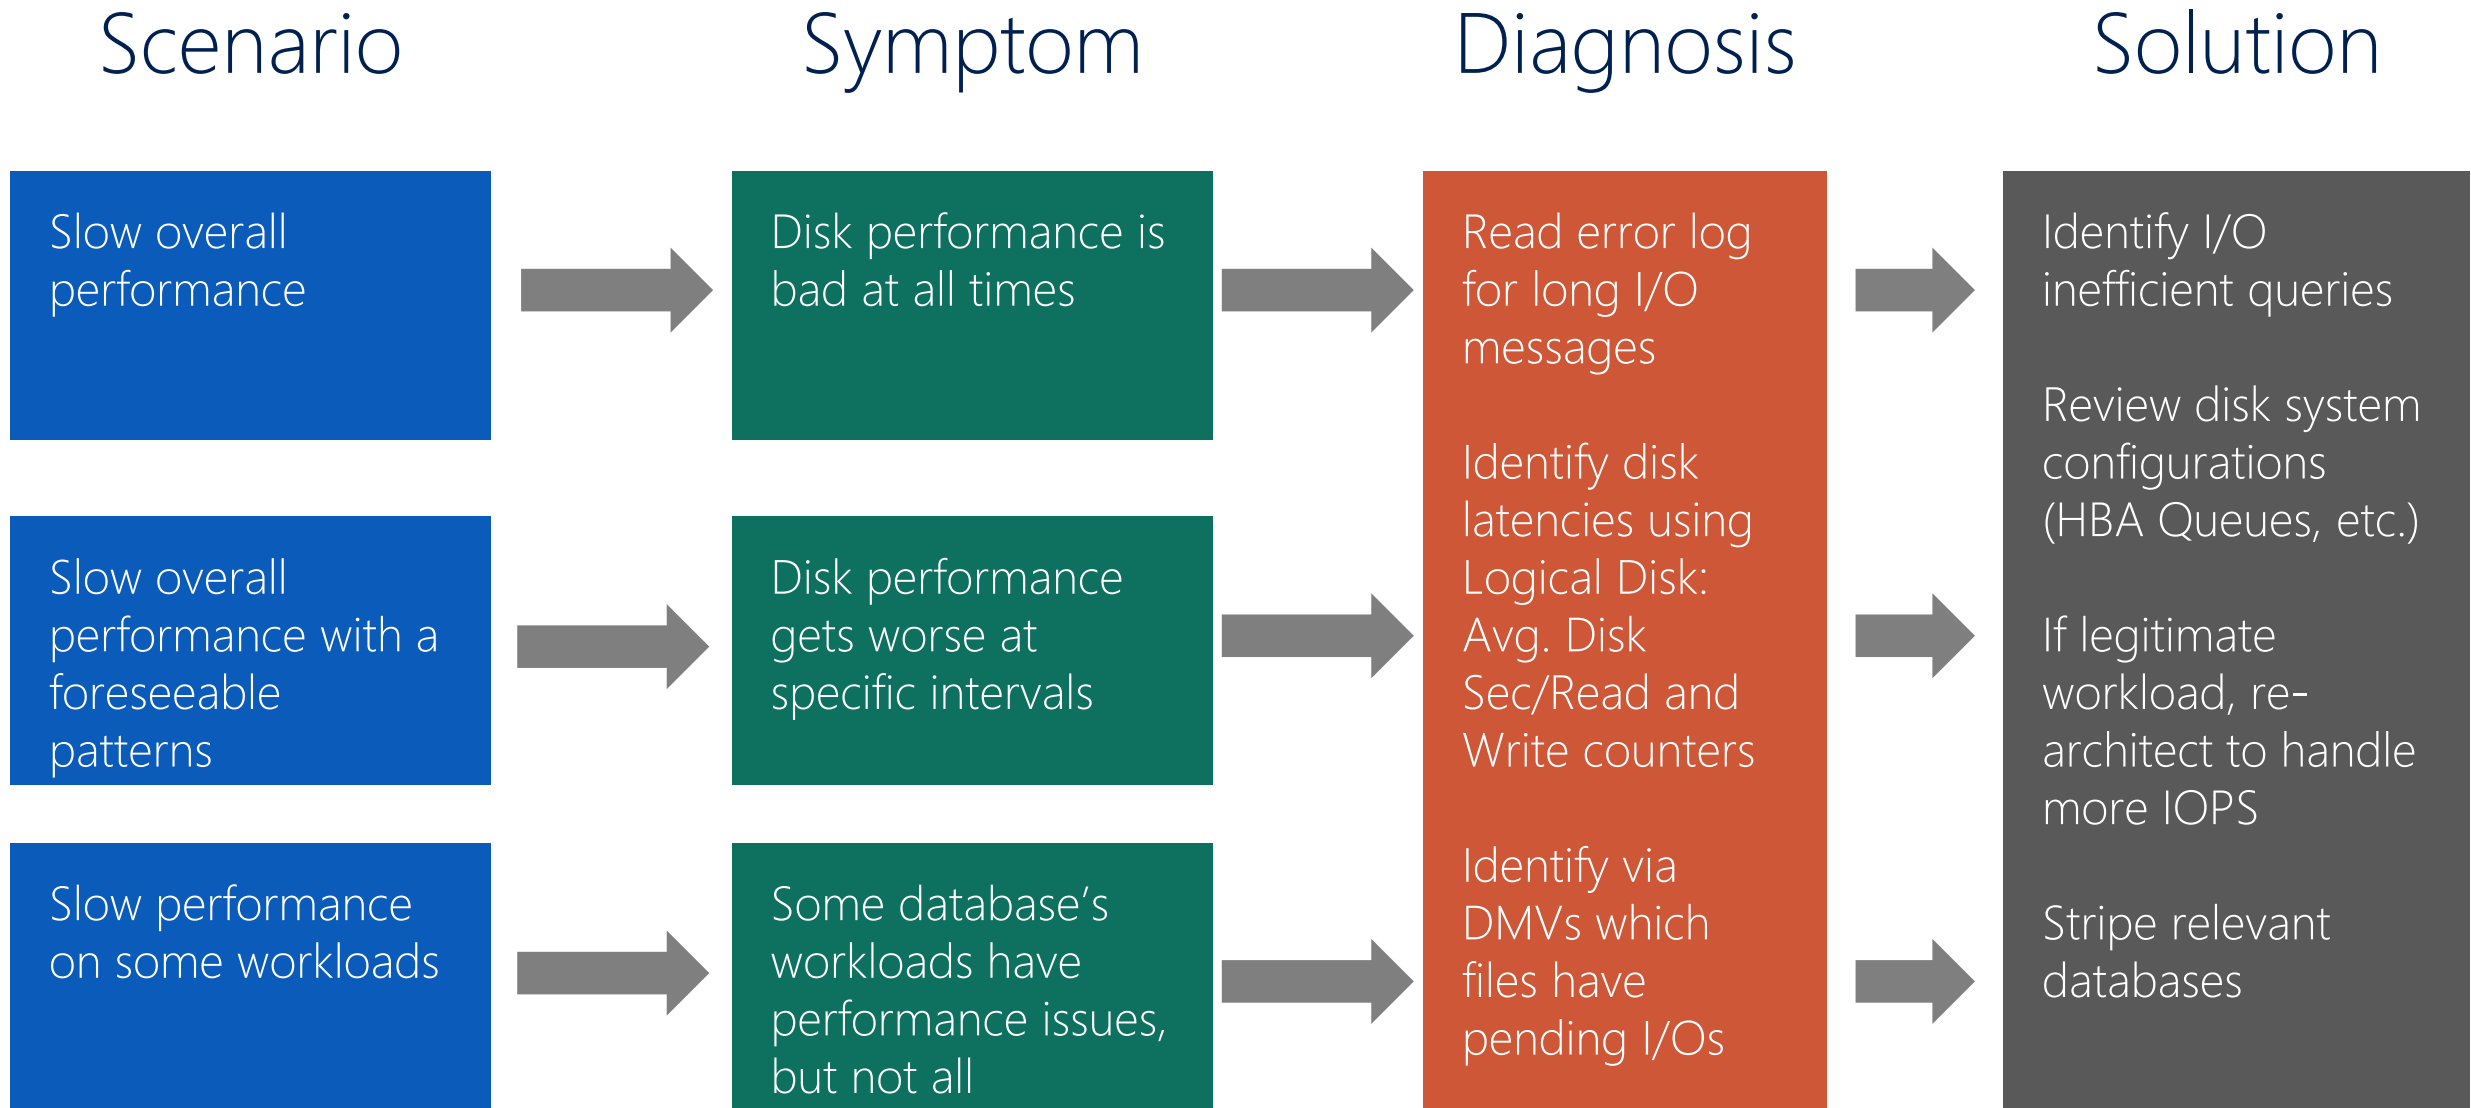 Scenario
Symptom
Diagnosis
Solution
Slow overall
performance
Disk performance is
bad at all times
Slow overall
performance with a
foreseeable
patterns
Disk performance
gets worse at
specific intervals
Slow performance
on some workloads
Some database’s
workloads have
performance issues,
but not all
Read error log
for long I/O
messages
Identify disk
latencies using
Logical Disk:
Avg. Disk
Sec/Read and
Write counters
Identify via
DMVs which
files have
pending I/Os
Identify I/O
inefficient queries
Review disk system
configurations
(HBA Queues, etc.)
If legitimate
workload, re-
architect to handle
more IOPS
Stripe relevant
databases